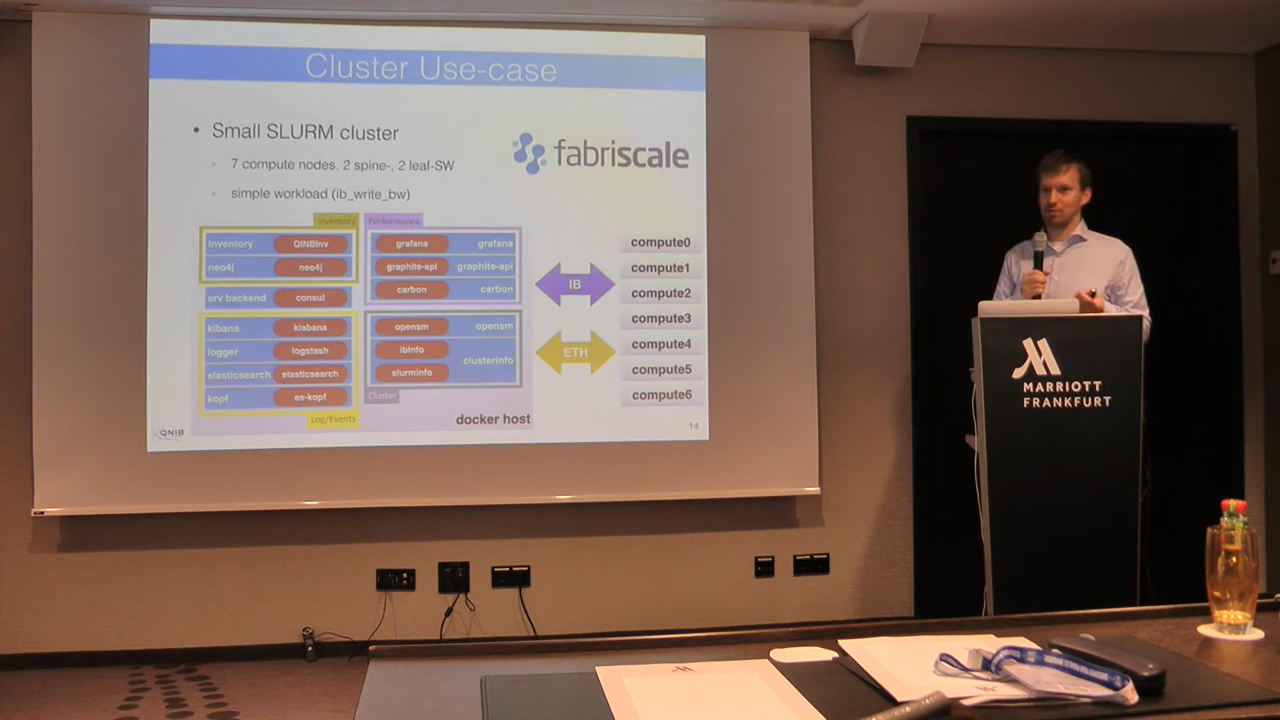 Cluster Use-case
• Small SLURM cluster
◦ 7 compute nodes, 2 spine-, 2 leaf-SW
◦ simple workload (ib_write_bw)
fabriscale
Inventory
inventory QNIBInv
neo4j neo4j
srv backend consul
kibana kiabana
logger logstash
elasticsearch elasticsearch
kopf es-kopf
Log/Events
Performance
grafana grafana
graphite-api graphite-api
carbon carbon
opensm opensm
ibinfo clusterinfo
slurminfo
Cluster
docker host
IB
ETH
compute0
compute1
compute2
compute3
compute4
compute5
compute6
QNIB
14
MARRIOTT
FRANKFURT